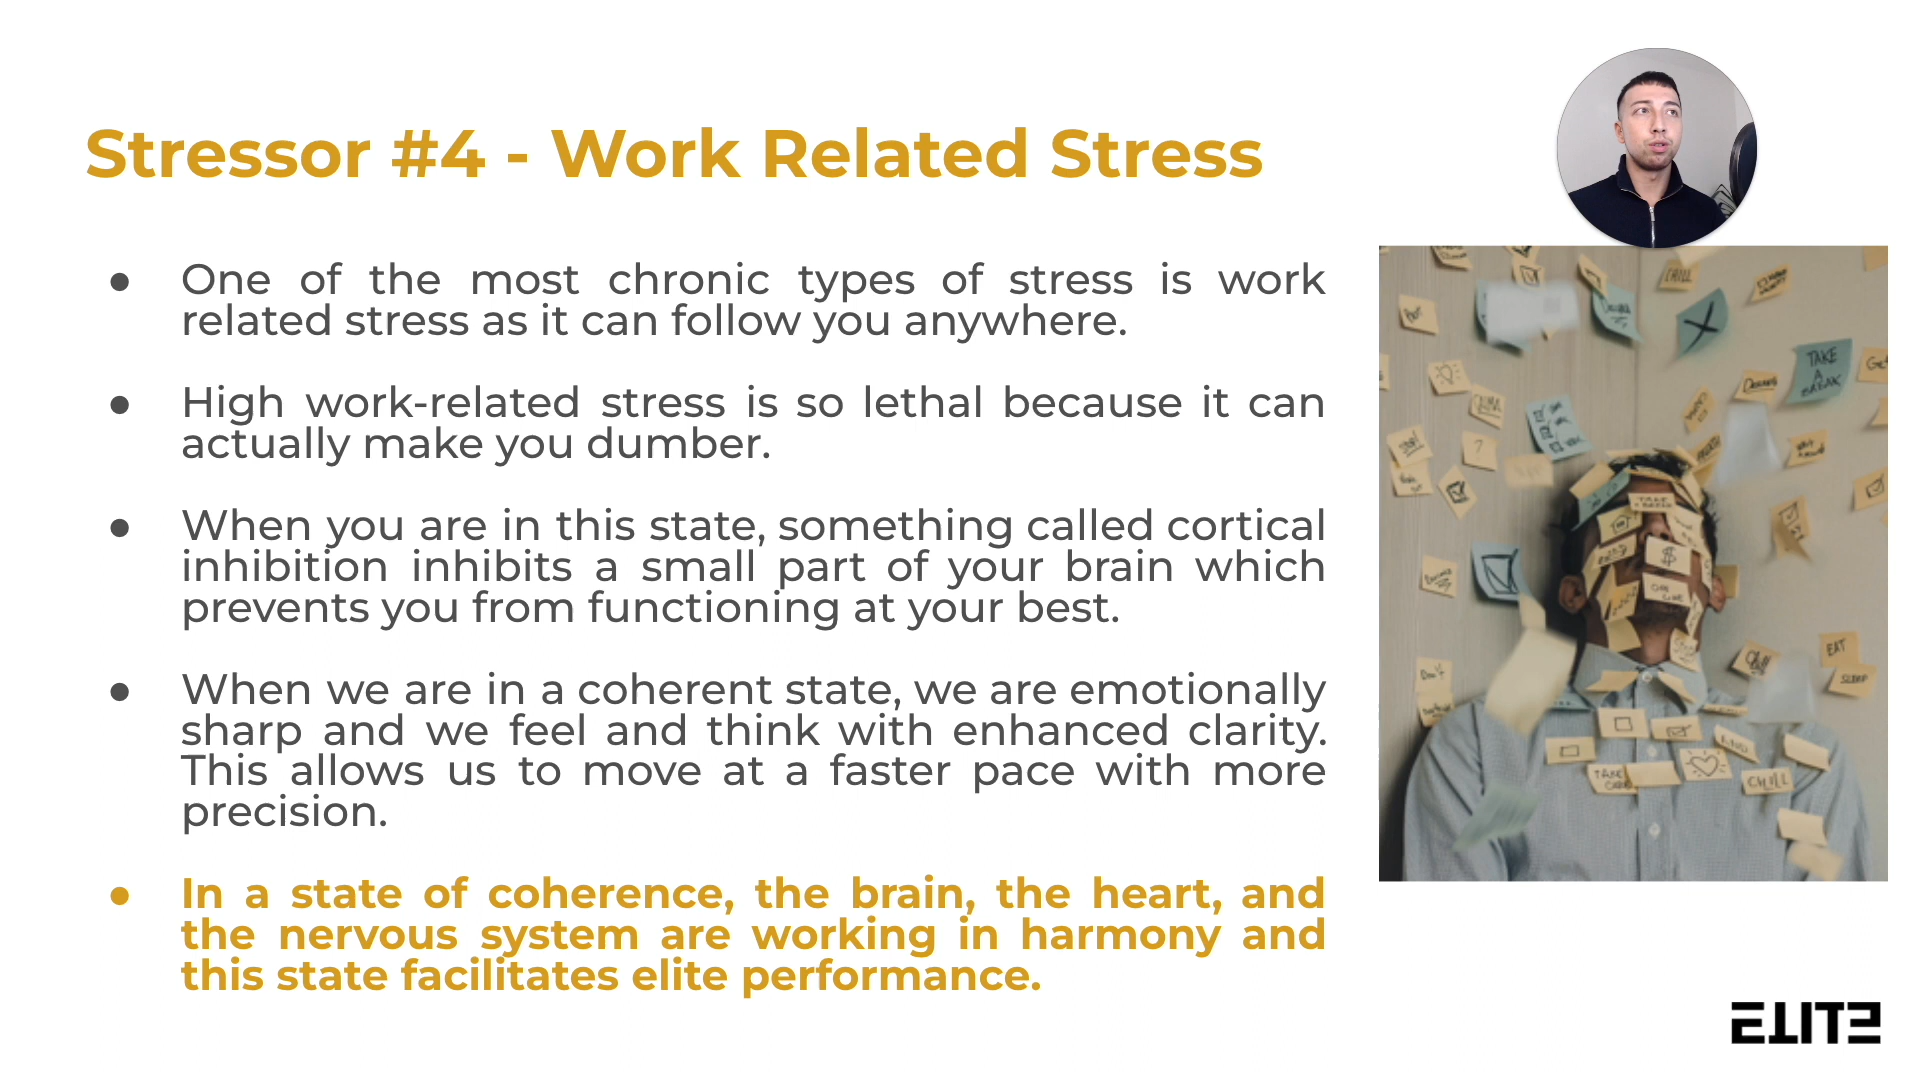 Stressor #4 - Work Related Stress
● One of the most chronic types of stress is work
related stress as it can follow you anywhere.
● High work-related stress is so lethal because it can
actually make you dumber.
● When you are in this state, something called cortical
inhibition inhibits a small part of your brain which
prevents you from functioning at your best.
● When we are in a coherent state, we are emotionally
sharp and we feel and think with enhanced clarity.
This allows us to move at a faster pace with more
precision.
● In a state of coherence, the brain, the heart, and
the nervous system are working in harmony and
this state facilitates elite performance.
TAKE
A
BREAK
?
$
EAT
SLEEP
Don't
TAKE
CHILL
ELITE